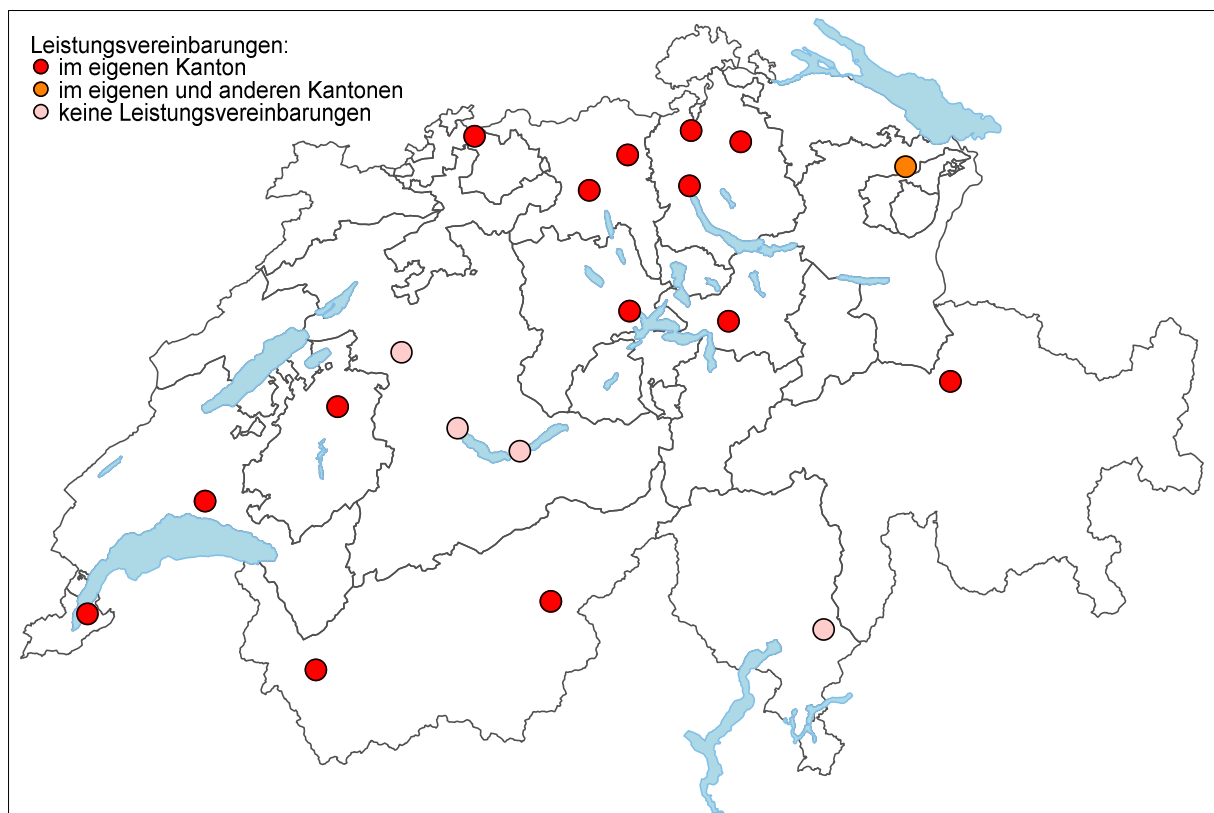 Leistungsvereinbarungen:
im eigenen Kanton
im eigenen und anderen Kantonen
keine Leistungsvereinbarungen